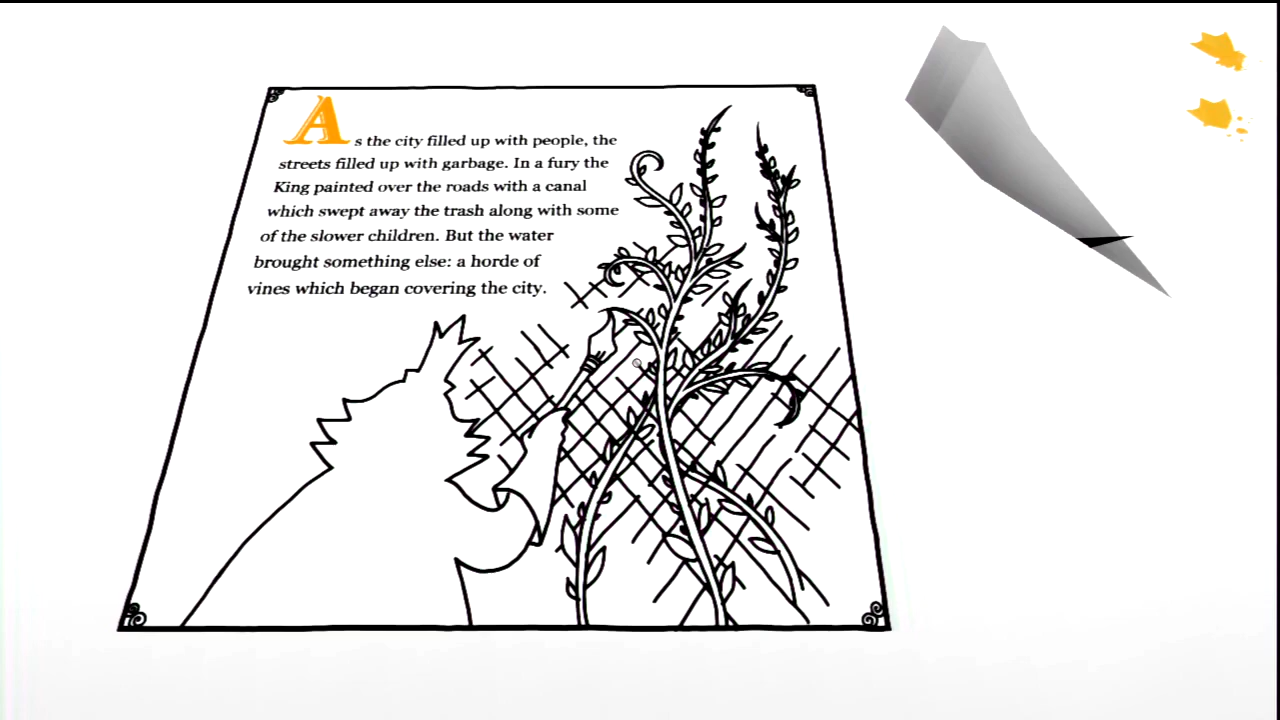 As the city filled up with people, the
streets filled up with garbage. In a fury the
King painted over the roads with a canal
which swept away the trash along with some
of the slower children. But the water
brought something else: a horde of
vines which began covering the city.